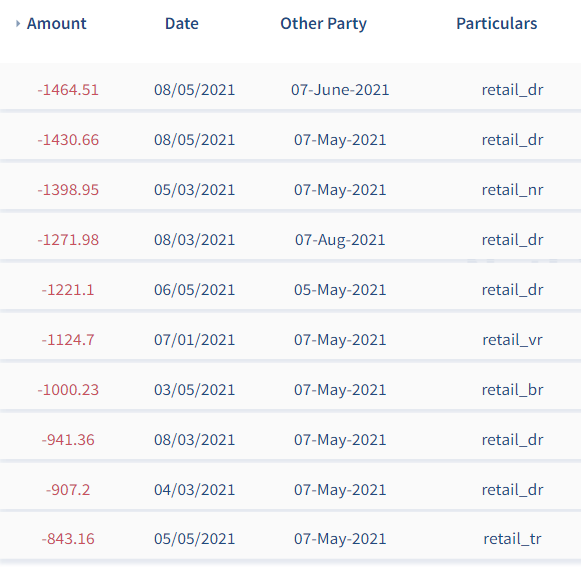 Amount Date Other Party Particulars
-1464.51 08/05/2021 07-June-2021 retail_dr
-1430.66 08/05/2021 07-May-2021 retail_dr
-1398.95 05/03/2021 07-May-2021 retail_nr
-1271.98 08/03/2021 07-Aug-2021 retail_dr
-1221.1 06/05/2021 05-May-2021 retail_dr
-1124.7 07/01/2021 07-May-2021 retail_vr
-1000.23 03/05/2021 07-May-2021 retail_br
-941.36 08/03/2021 07-May-2021 retail_dr
-907.2 04/03/2021 07-May-2021 retail_dr
-843.16 05/05/2021 07-May-2021 retail_tr